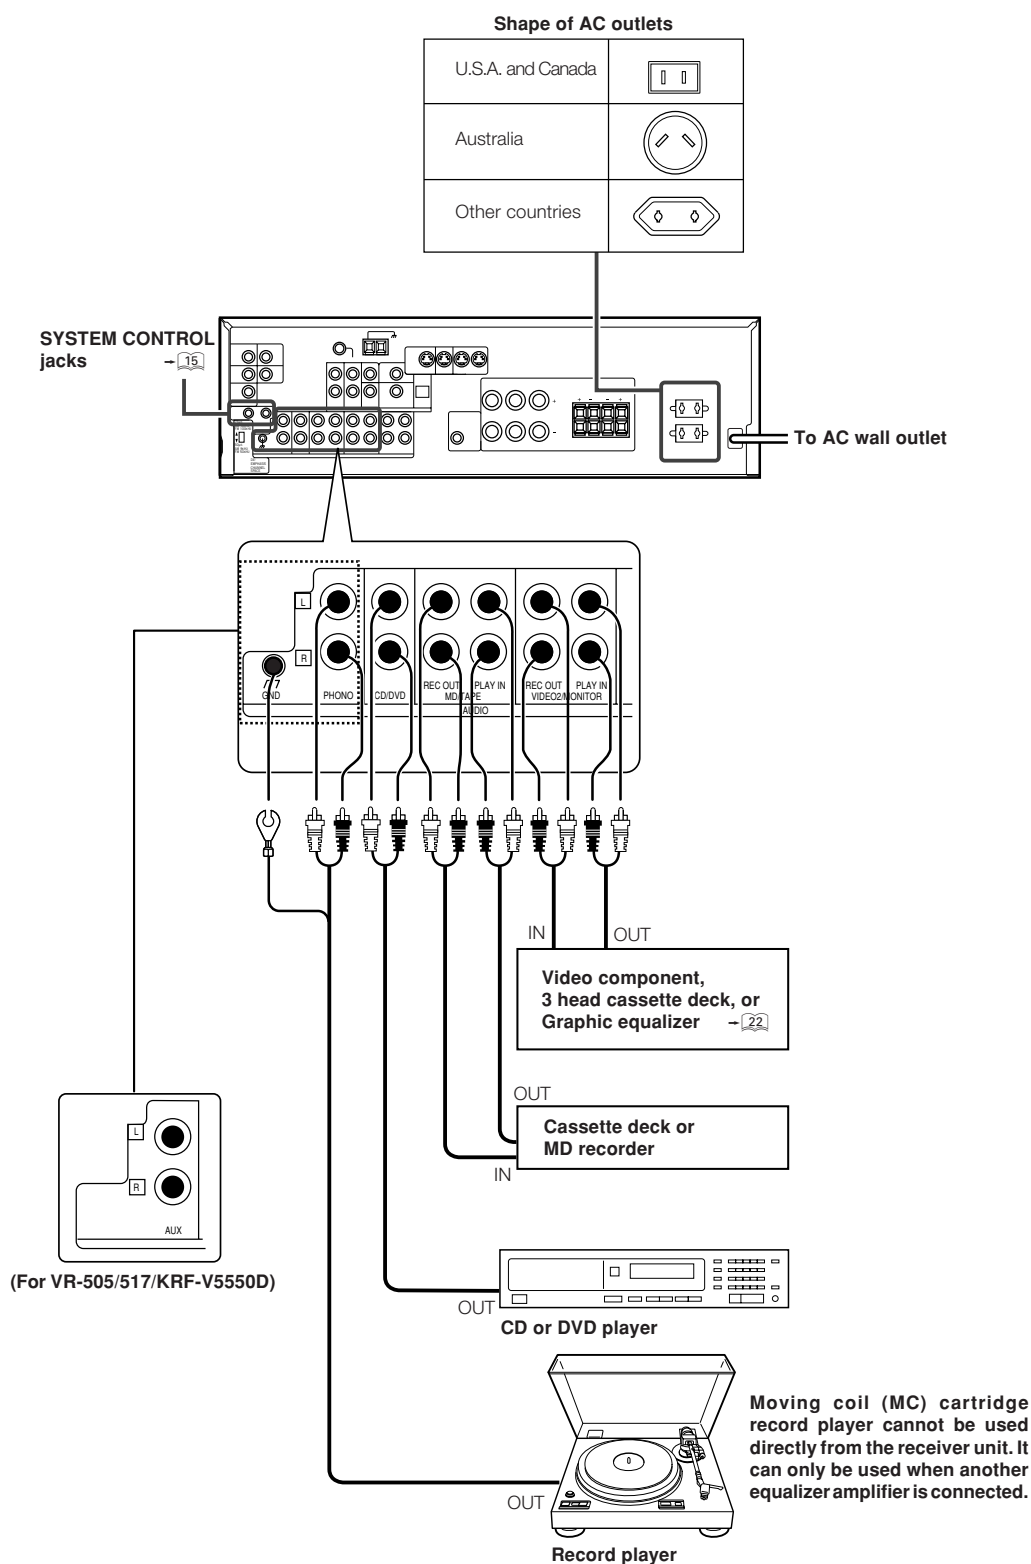 Shape of AC outlets
U.S.A. and Canada
Australia
Other countries
SYSTEM CONTROL
jacks
15
To AC wall outlet
L
R
GND
PHONO
CD/DVD
REC OUT
PLAY IN
MD/TAPE
REC OUT
PLAY IN
VIDEO2/MONITOR
AUDIO
IN
OUT
Video component,
3 head cassette deck, or
Graphic equalizer
22
OUT
Cassette deck or
MD recorder
IN
L
R
AUX
(For VR-505/517/KRF-V5550D)
OUT
CD or DVD player
Moving coil (MC) cartridge
record player cannot be used
directly from the receiver unit. It
can only be used when another
equalizer amplifier is connected.
OUT
Record player